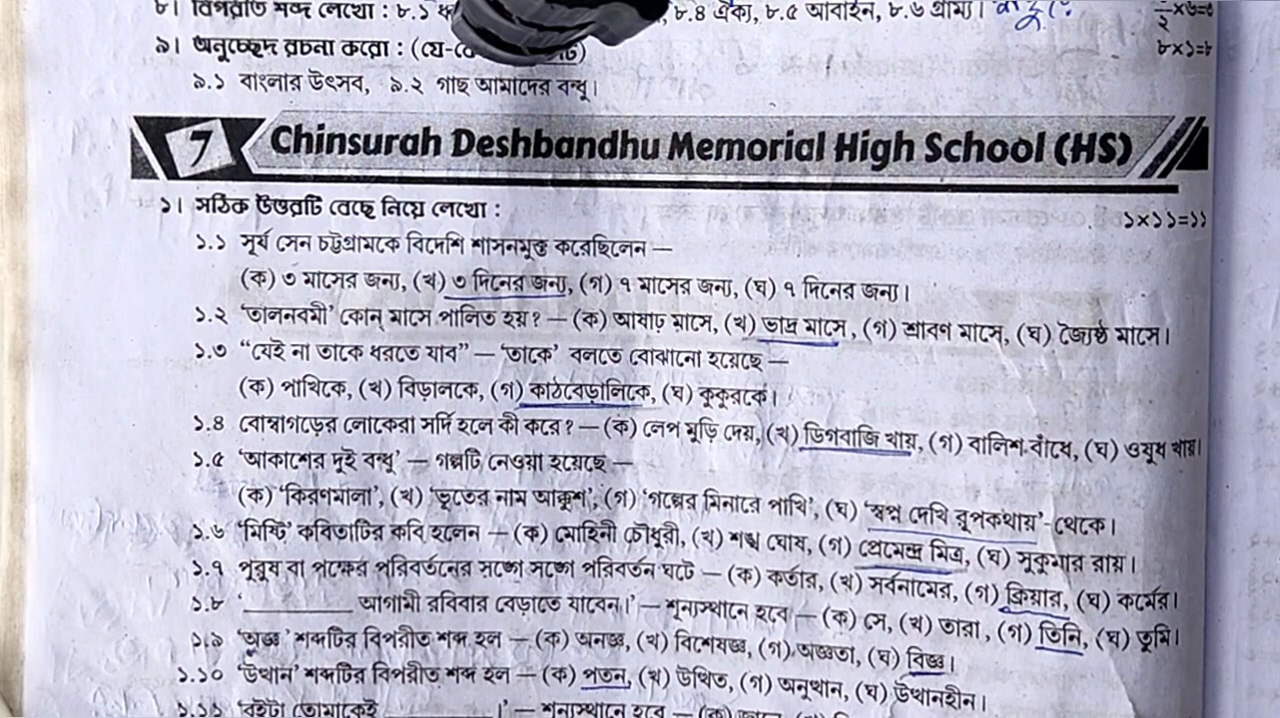 ৮। বিপরীত শব্দ লেখো : ৮.১ ৮.৪ ঐক্য, ৮.৫ আবাহন, ৮.৬ গ্রাম্য।
৯। অনুচ্ছেদ রচনা করো : ৮×১=৮
৯.১ বাংলার উৎসব, ৯.২ গাছ আমাদের বন্ধু।
7 Chinsurah Deshbandhu Memorial High School (HS)
১। সঠিক উত্তরটি বেছে নিয়ে লেখো : ১×১১=১১
১.১ সূর্য সেন চট্টগ্রামকে বিদেশি শাসনমুক্ত করেছিলেন —
(ক) ৩ মাসের জন্য, (খ) ৩ দিনের জন্য, (গ) ৭ মাসের জন্য, (ঘ) ৭ দিনের জন্য।
১.২ ‘তালনবমী’ কোন্ মাসে পালিত হয়? — (ক) আষাঢ় মাসে, (খ) ভাদ্র মাসে, (গ) শ্রাবণ মাসে, (ঘ) জ্যৈষ্ঠ মাসে।
১.৩ “যেই না তাকে ধরতে যাব” — ‘তাকে’ বলতে বোঝানো হয়েছে —
(ক) পাখিকে, (খ) বিড়ালকে, (গ) কাঠবেড়ালিকে, (ঘ) কুকুরকে।
১.৪ বোম্বাগড়ের লোকেরা সর্দি হলে কী করে? — (ক) লেপ মুড়ি দেয়, (খ) ডিগবাজি খায়, (গ) বালিশ বাঁধে, (ঘ) ওষুধ খায়।
১.৫ ‘আকাশের দুই বন্ধু’ — গল্পটি নেওয়া হয়েছে —
(ক) ‘কিরণমালা’, (খ) ‘ভূতের নাম আক্কুশ’, (গ) ‘গল্পের মিনারে পাখি’, (ঘ) ‘স্বপ্ন দেখি রূপকথায়’ থেকে।
১.৬ ‘মিষ্টি’ কবিতাটির কবি হলেন — (ক) মোহিনী চৌধুরী, (খ) শঙ্খ ঘোষ, (গ) প্রেমেন্দ্র মিত্র, (ঘ) সুকুমার রায়।
১.৭ পুরুষ বা পক্ষের পরিবর্তনের সঙ্গে সঙ্গে পরিবর্তন ঘটে — (ক) কর্তার, (খ) সর্বনামের, (গ) ক্রিয়ার, (ঘ) কর্মের।
১.৮ ‘________ আগামী রবিবার বেড়াতে যাবেন।’ — শূন্যস্থানে হবে — (ক) সে, (খ) তারা, (গ) তিনি, (ঘ) তুমি।
১.৯ ‘অজ্ঞ’ শব্দটির বিপরীত শব্দ হল — (ক) অনজ্ঞ, (খ) বিশেষজ্ঞ, (গ) অজ্ঞতা, (ঘ) বিজ্ঞ।
১.১০ ‘উত্থান’ শব্দটির বিপরীত শব্দ হল — (ক) পতন, (খ) উত্থিত, (গ) অনুত্থান, (ঘ) উত্থানহীন।
১.১১ ‘বইটা তোমাকেই ________।’ — শূন্যস্থানে হবে —